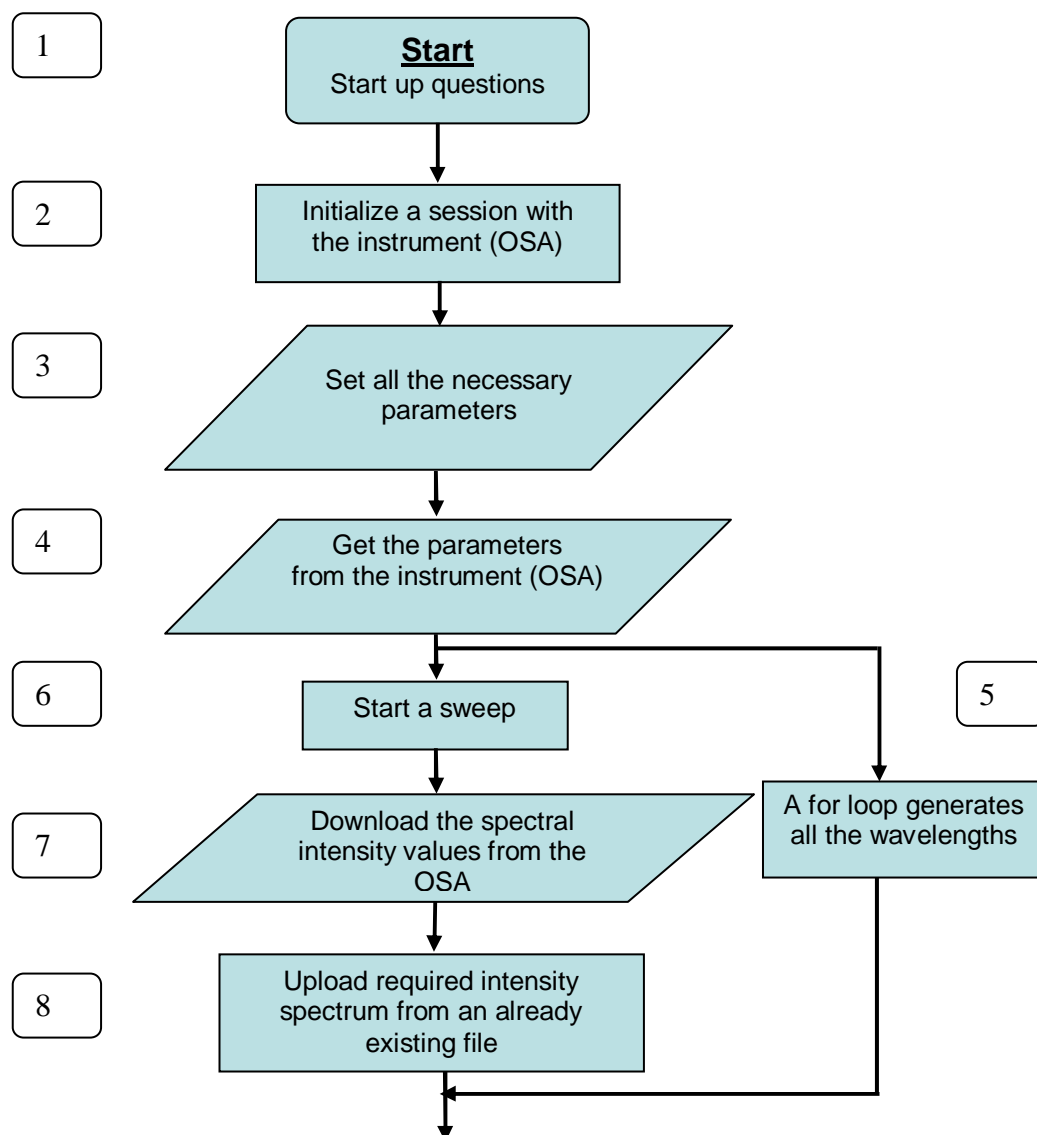 1
Start
Start up questions
2
Initialize a session with
the instrument (OSA)
3
Set all the necessary
parameters
4
Get the parameters
from the instrument (OSA)
6
Start a sweep
5
A for loop generates
all the wavelengths
7
Download the spectral
intensity values from the
OSA
8
Upload required intensity
spectrum from an already
existing file